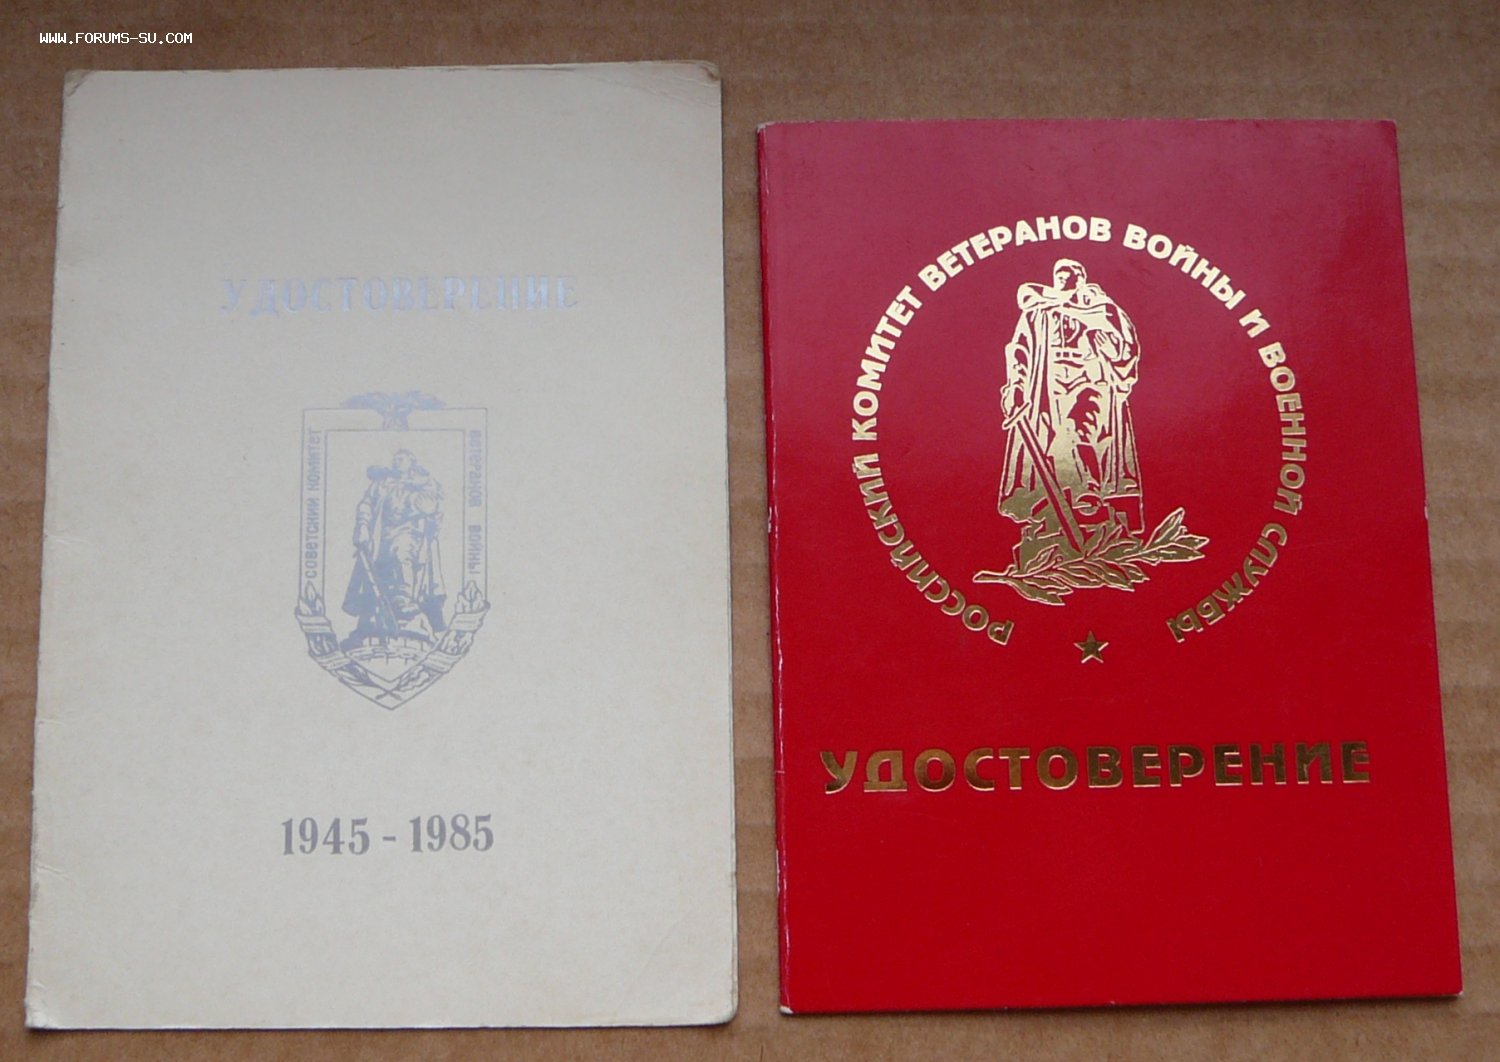 WWW.FORUMS-SU.COM
УДОСТОВЕРЕНИЕ
СОВЕТСКИЙ КОМИТЕТ
ВЕТЕРАНОВ ВОЙНЫ
1945 - 1985
РОССИЙСКИЙ КОМИТЕТ ВЕТЕРАНОВ ВОЙНЫ И ВОЕННОЙ СЛУЖБЫ
УДОСТОВЕРЕНИЕ